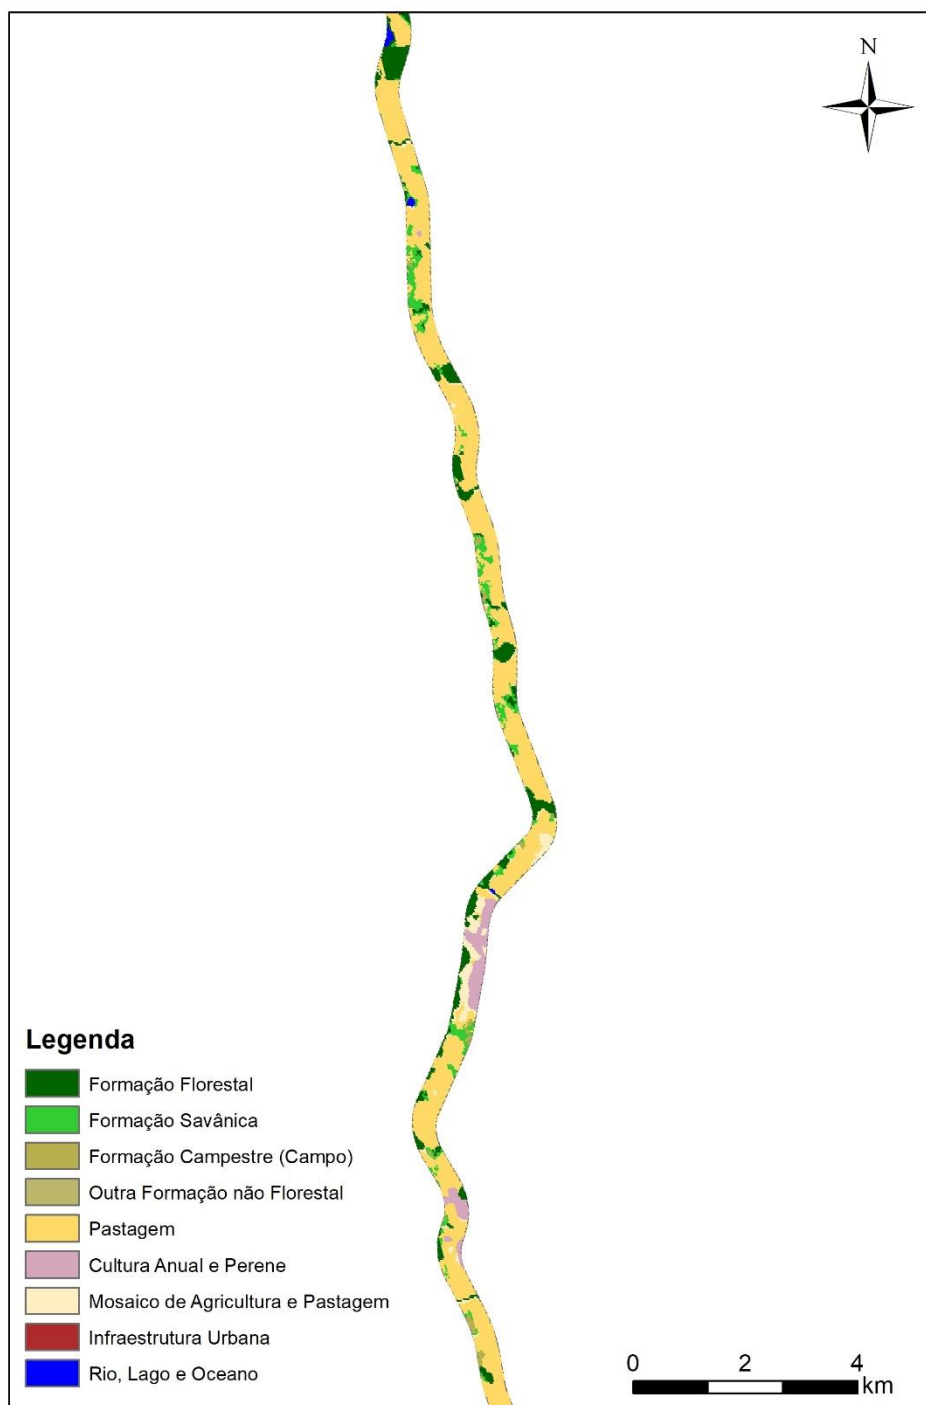 N
Legenda
Formação Florestal
Formação Savânica
Formação Campestre (Campo)
Outra Formação não Florestal
Pastagem
Cultura Anual e Perene
Mosaico de Agricultura e Pastagem
Infraestrutura Urbana
Rio, Lago e Oceano
0 2 4
km